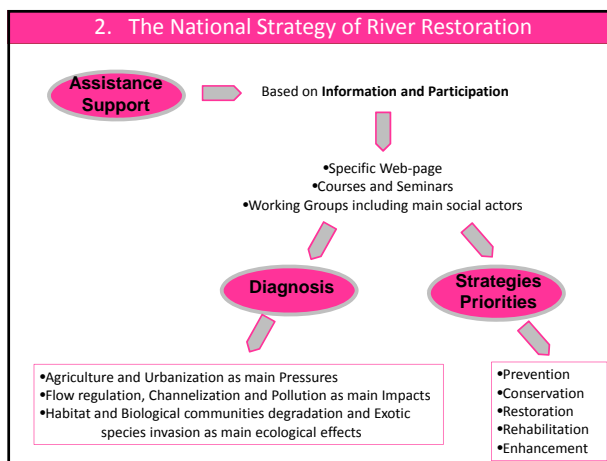 2. The National Strategy of River Restoration
Assistance
Support
Based on Information and Participation
•Specific Web-page
•Courses and Seminars
•Working Groups including main social actors
Diagnosis
Strategies
Priorities
•Agriculture and Urbanization as main Pressures
•Flow regulation, Channelization and Pollution as main Impacts
•Habitat and Biological communities degradation and Exotic
species invasion as main ecological effects
•Prevention
•Conservation
•Restoration
•Rehabilitation
•Enhancement